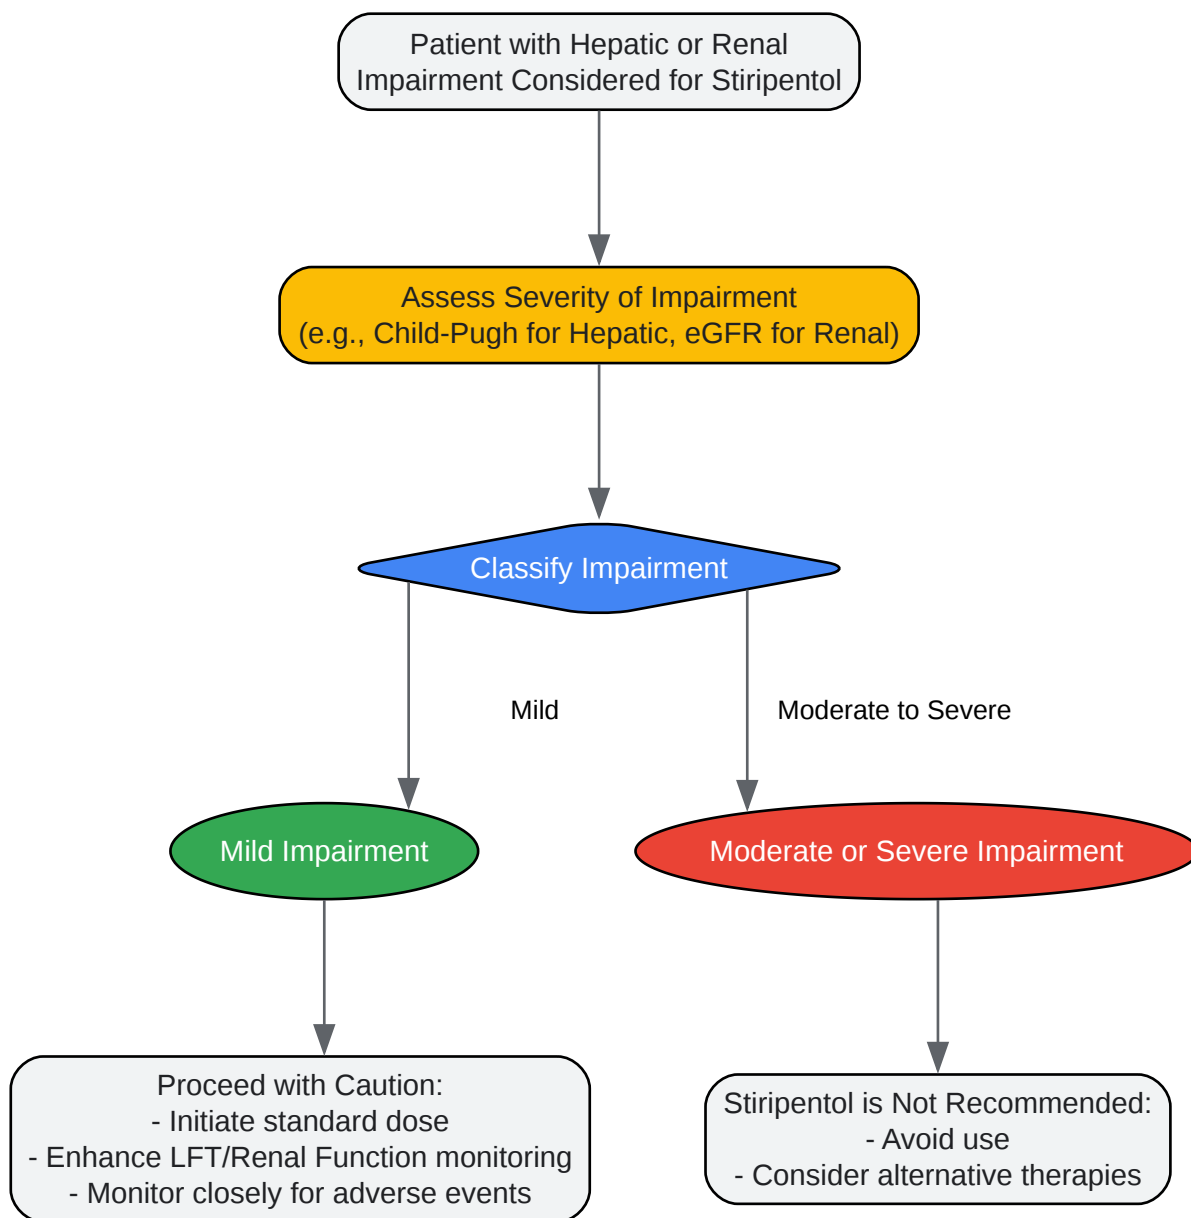 Patient with Hepatic or Renal
Impairment Considered for Stiripentol
Assess Severity of Impairment
(e.g., Child-Pugh for Hepatic, eGFR for Renal)
Classify Impairment
Mild
Moderate to Severe
Mild Impairment
Moderate or Severe Impairment
Proceed with Caution:
- Initiate standard dose
- Enhance LFT/Renal Function monitoring
- Monitor closely for adverse events
Stiripentol is Not Recommended:
- Avoid use
- Consider alternative therapies